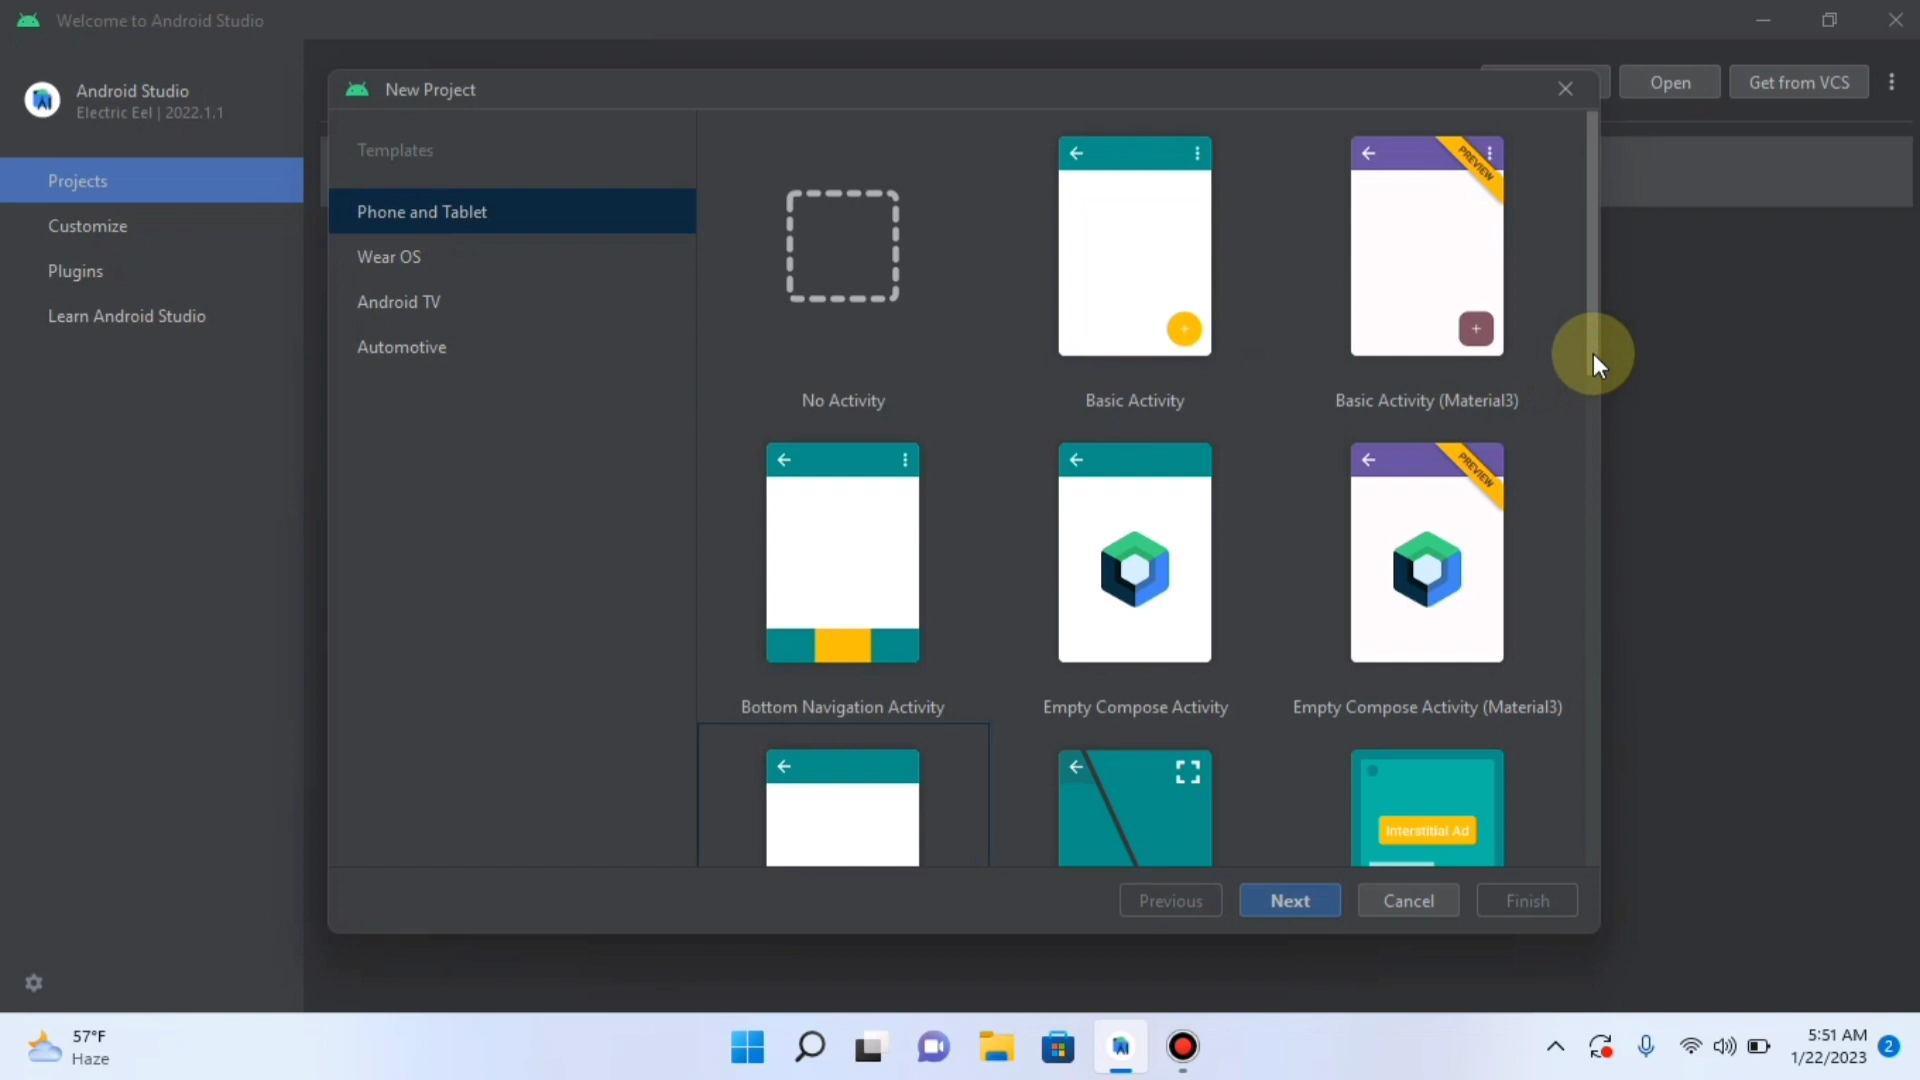 Welcome to Android Studio
Android Studio
Electric Eel | 2022.1.1
Open
Get from VCS
Projects
Customize
Plugins
Learn Android Studio
New Project
Templates
Phone and Tablet
Wear OS
Android TV
Automotive
PREVIEW
No Activity
Basic Activity
Basic Activity (Material3)
PREVIEW
Bottom Navigation Activity
Empty Compose Activity
Empty Compose Activity (Material3)
Interstitial Ad
Previous
Next
Cancel
Finish
57°F
Haze
5:51 AM
1/22/2023
2